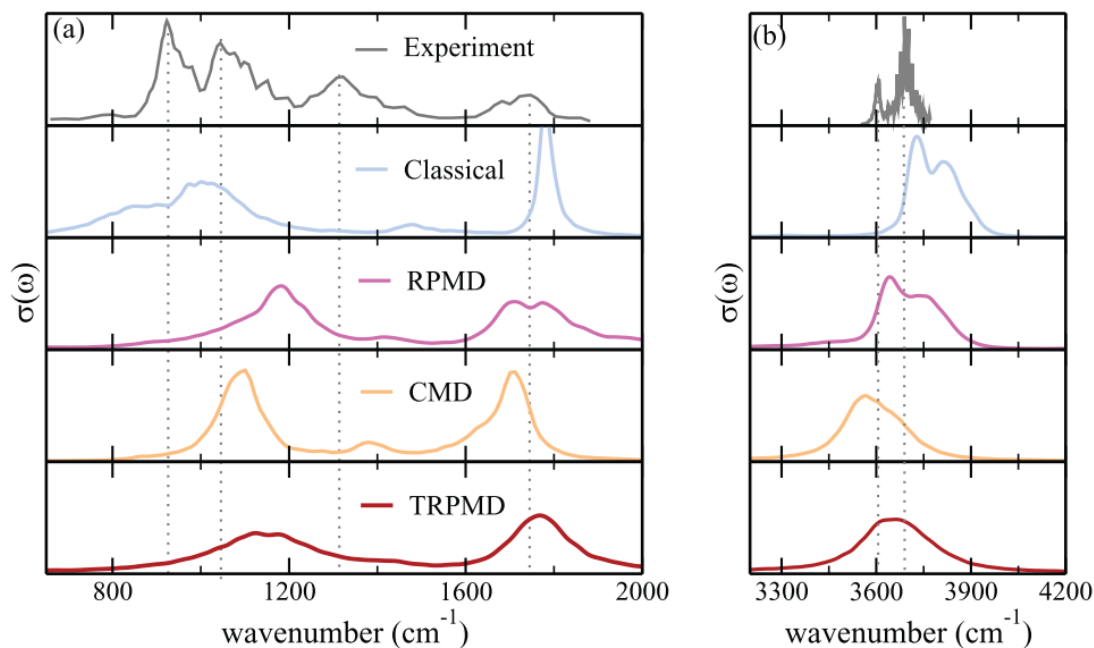 (a)
Experiment
Classical
RPMD
CMD
TRPMD
σ(ω)
800 1200 1600 2000
wavenumber (cm⁻¹)
(b)
σ(ω)
3300 3600 3900 4200
wavenumber (cm⁻¹)